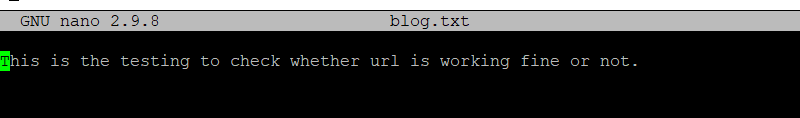 GNU nano 2.9.8 blog.txt
This is the testing to check whether url is working fine or not.